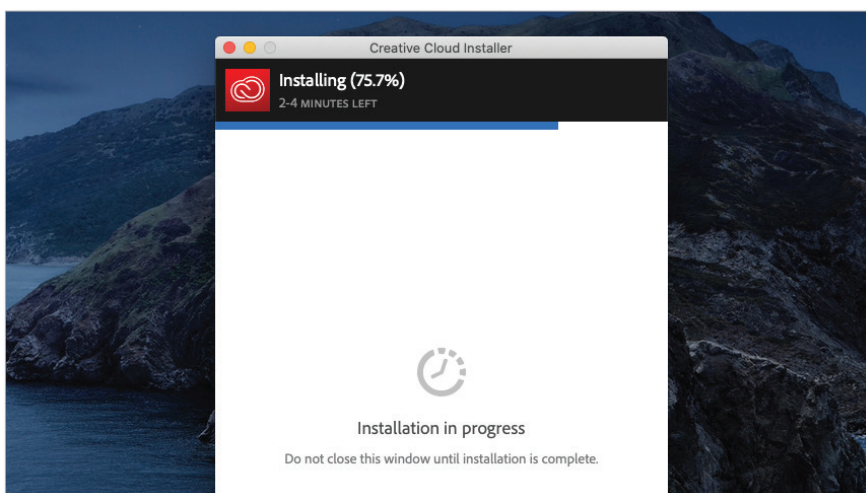 Creative Cloud Installer
Installing (75.7%)
2-4 MINUTES LEFT
Installation in progress
Do not close this window until installation is complete.